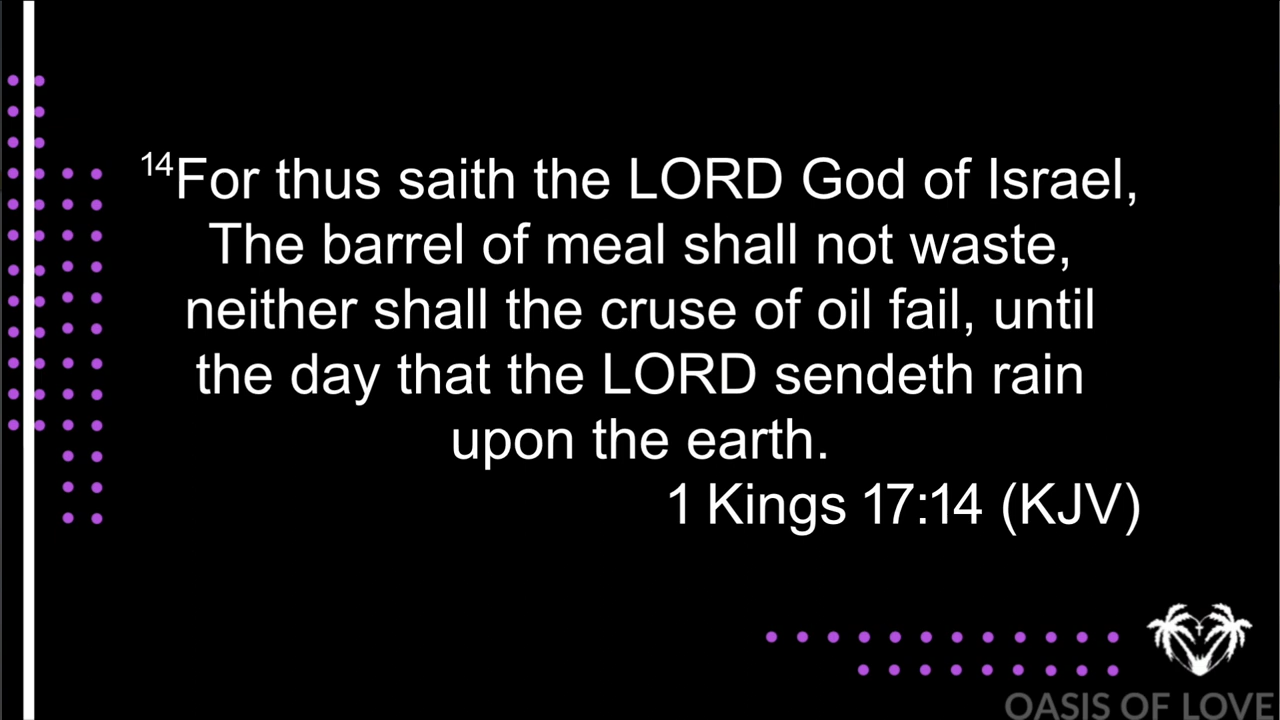 14For thus saith the LORD God of Israel,
The barrel of meal shall not waste,
neither shall the cruse of oil fail, until
the day that the LORD sendeth rain
upon the earth.
1 Kings 17:14 (KJV)
OASIS OF LOVE